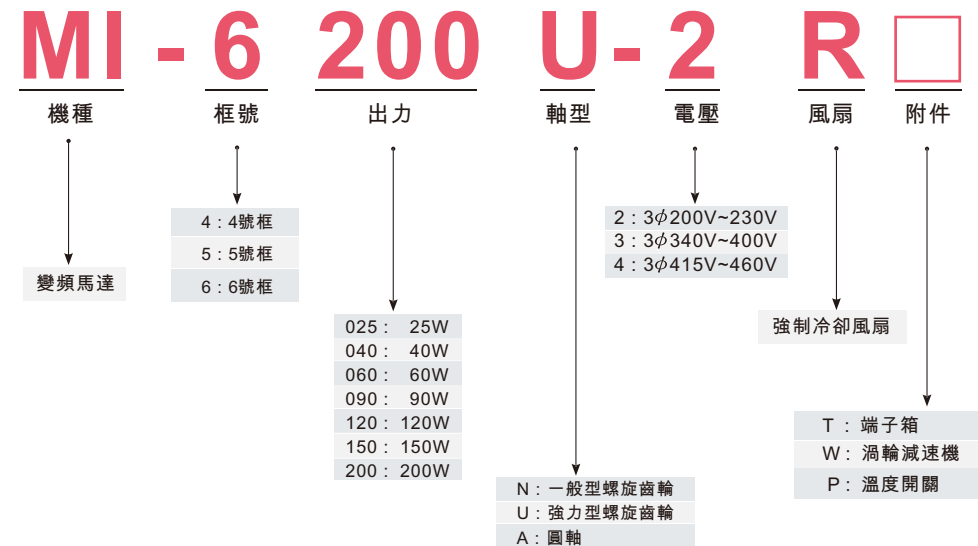 MI - 6 200 U - 2 R
機種 框號 出力 軸型 電壓 風扇 附件
變頻馬達
4 : 4號框
5 : 5號框
6 : 6號框
025 : 25W
040 : 40W
060 : 60W
090 : 90W
120 : 120W
150 : 150W
200 : 200W
N : 一般型螺旋齒輪
U : 強力型螺旋齒輪
A : 圓軸
2 : 3ϕ200V~230V
3 : 3ϕ340V~400V
4 : 3ϕ415V~460V
強制冷卻風扇
T : 端子箱
W : 渦輪減速機
P : 溫度開關